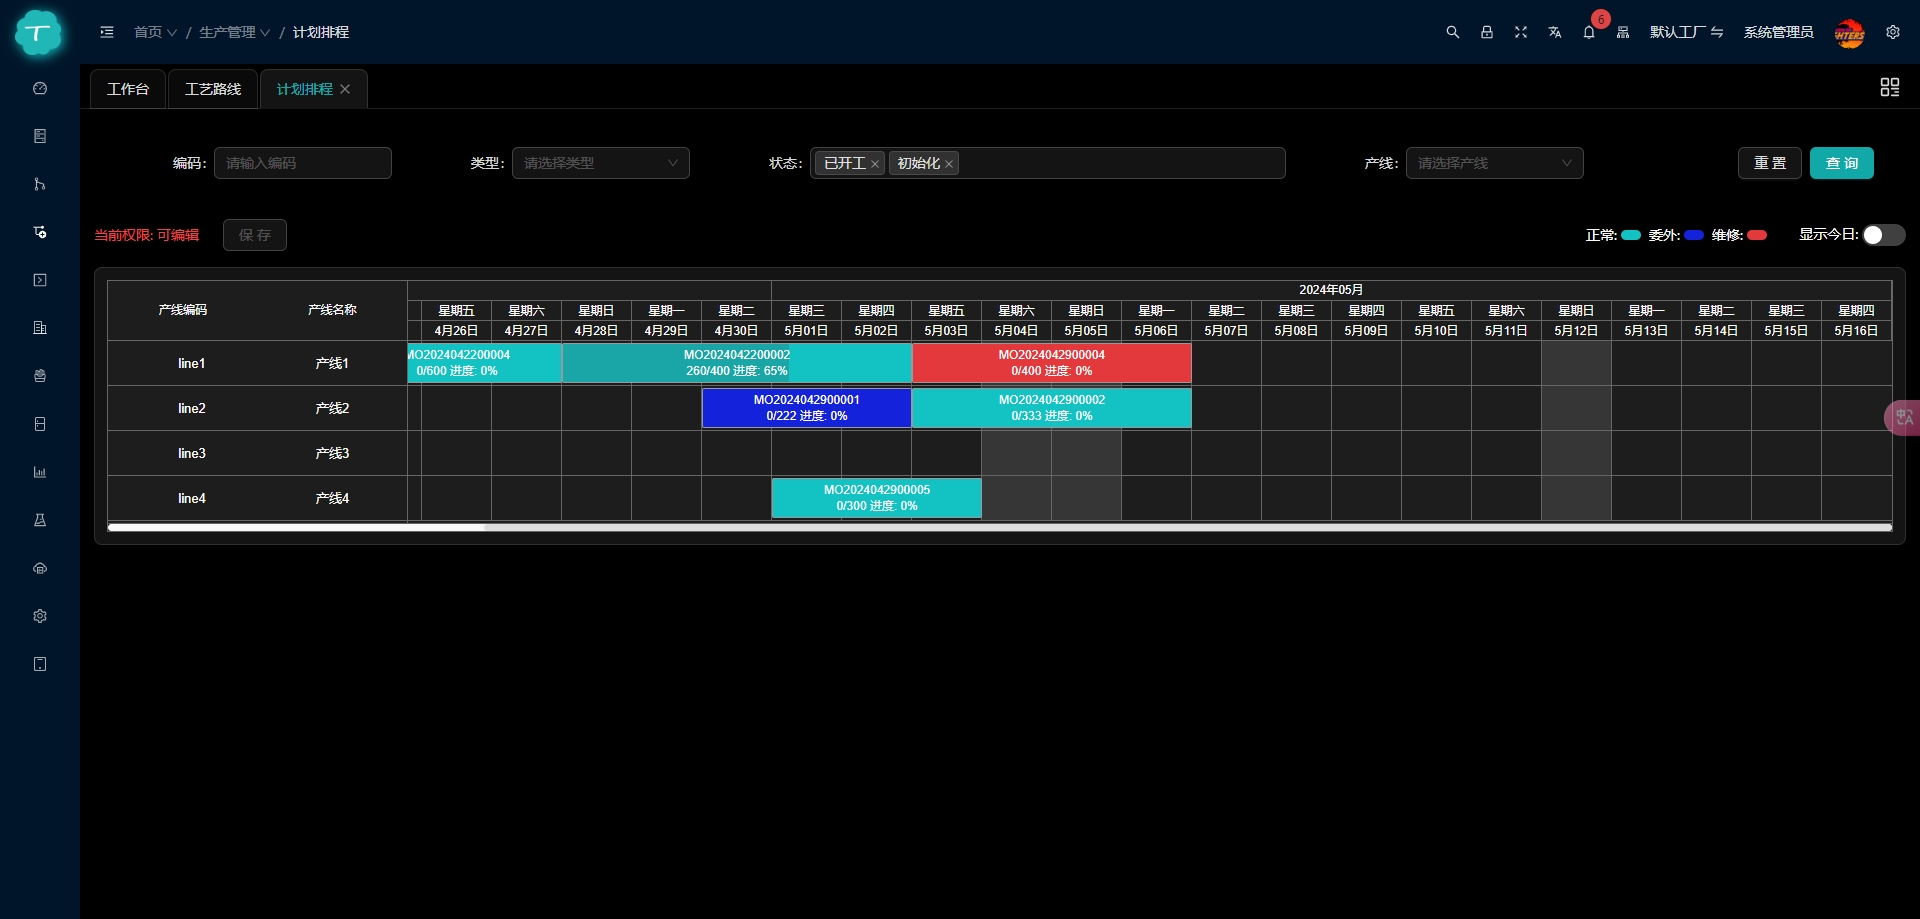 T
首页 / 生产管理 / 计划排程
6
默认工厂
系统管理员
工作台
工艺路线
计划排程
编码: 请输入编码
类型: 请选择类型
状态: 已开工 初始化
产线: 请选择产线
重 置
查 询
当前权限: 可编辑
保 存
正常: 委外: 维修:
显示今日:
产线编码 产线名称
2024年05月
星期五 星期六 星期日 星期一 星期二 星期三 星期四 星期五 星期六 星期日 星期一 星期二 星期三 星期四 星期五 星期六 星期日 星期一 星期二 星期三 星期四
4月26日 4月27日 4月28日 4月29日 4月30日 5月01日 5月02日 5月03日 5月04日 5月05日 5月06日 5月07日 5月08日 5月09日 5月10日 5月11日 5月12日 5月13日 5月14日 5月15日 5月16日
line1 产线1
MO2024042200004
0/600 进度: 0%
MO2024042200002
260/400 进度: 65%
MO2024042900004
0/400 进度: 0%
line2 产线2
MO2024042900001
0/222 进度: 0%
MO2024042900002
0/333 进度: 0%
line3 产线3
line4 产线4
MO2024042900005
0/300 进度: 0%